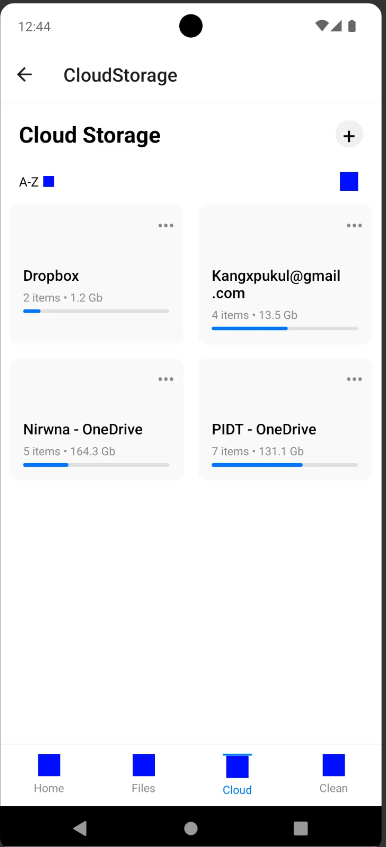 12:44
CloudStorage
Cloud Storage
A-Z
Dropbox
2 items • 1.2 Gb
Kangxpukul@gmail
.com
4 items • 13.5 Gb
Nirwna - OneDrive
5 items • 164.3 Gb
PIDT - OneDrive
7 items • 131.1 Gb
Home
Files
Cloud
Clean